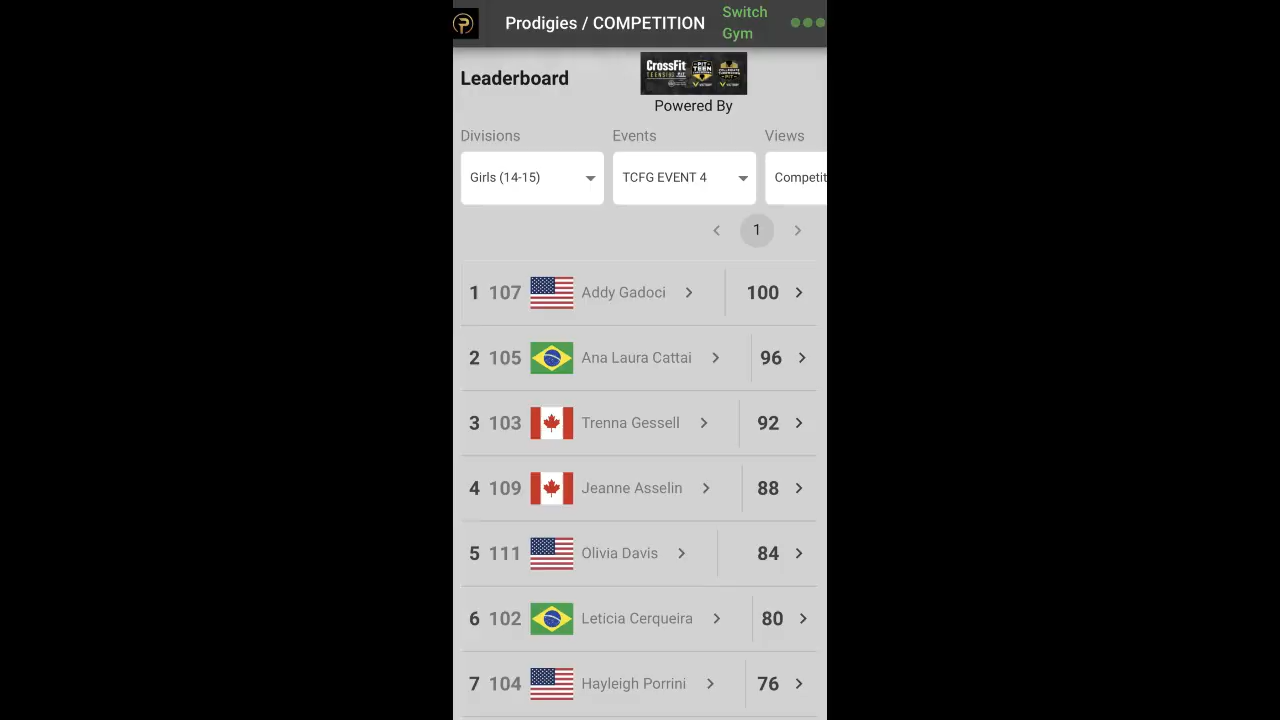 Prodigies / COMPETITION
Switch
Gym
Leaderboard
CrossFit
Powered By
Divisions
Events
Views
Girls (14-15)
TCFG EVENT 4
Competit
1
1 107 Addy Gadoci 100
2 105 Ana Laura Cattai 96
3 103 Trenna Gessell 92
4 109 Jeanne Asselin 88
5 111 Olivia Davis 84
6 102 Leticia Cerqueira 80
7 104 Hayleigh Porrini 76